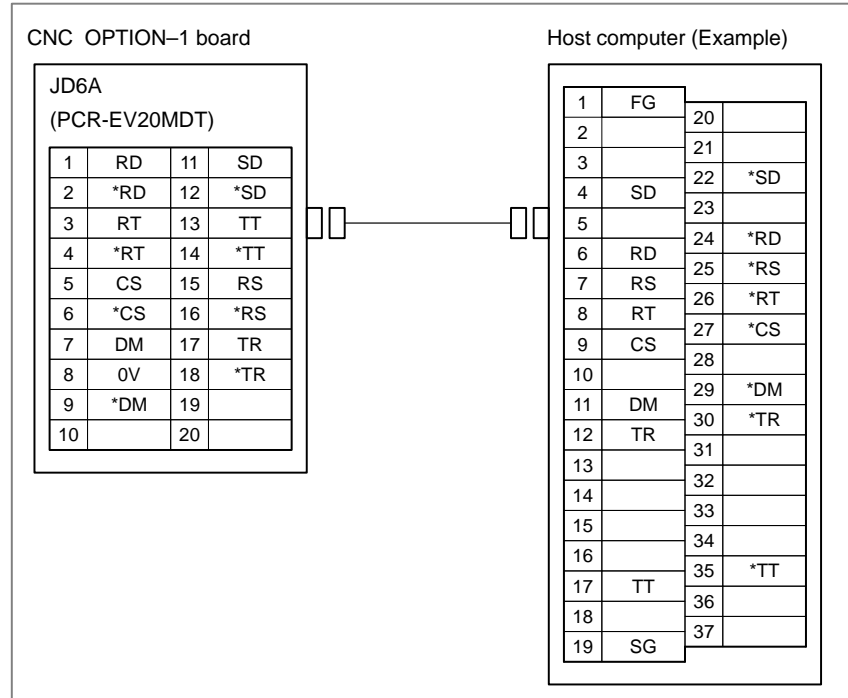 CNC OPTION–1 board
JD6A
(PCR-EV20MDT)
1 RD 11 SD
2 *RD 12 *SD
3 RT 13 TT
4 *RT 14 *TT
5 CS 15 RS
6 *CS 16 *RS
7 DM 17 TR
8 0V 18 *TR
9 *DM 19
10 20
Host computer (Example)
1 FG
2
3
4 SD
5
6 RD
7 RS
8 RT
9 CS
10
11 DM
12 TR
13
14
15
16
17 TT
18
19 SG
20
21
22 *SD
23
24 *RD
25 *RS
26 *RT
27 *CS
28
29 *DM
30 *TR
31
32
33
34
35 *TT
36
37